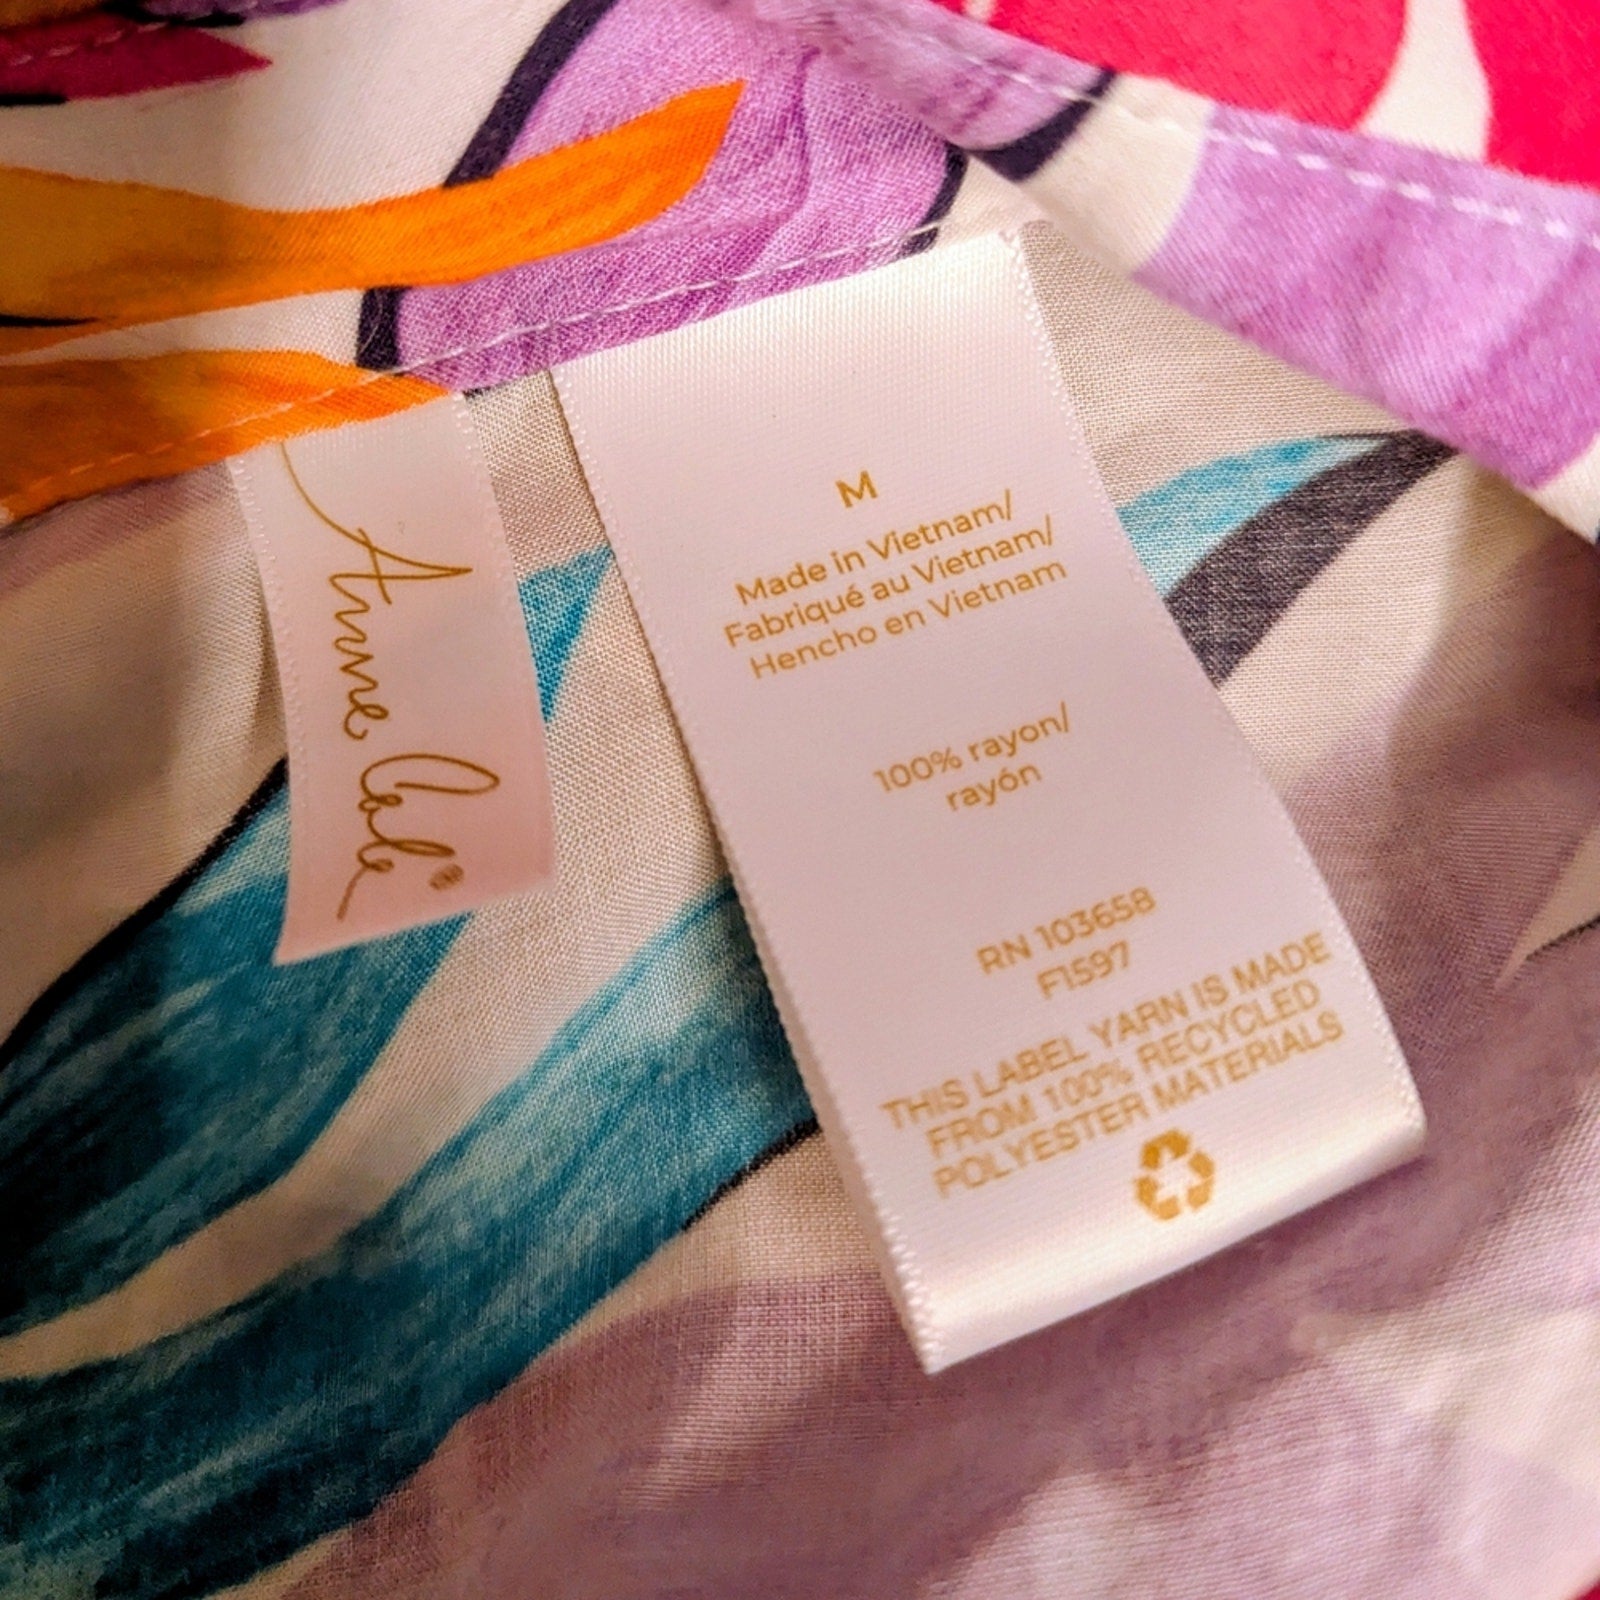 Anne Cole®
M
Made in Vietnam/
Fabriqué au Vietnam/
Hencho en Vietnam
100% rayon/
rayón
RN 103658
F1597
THIS LABEL YARN IS MADE
FROM 100% RECYCLED
POLYESTER MATERIALS